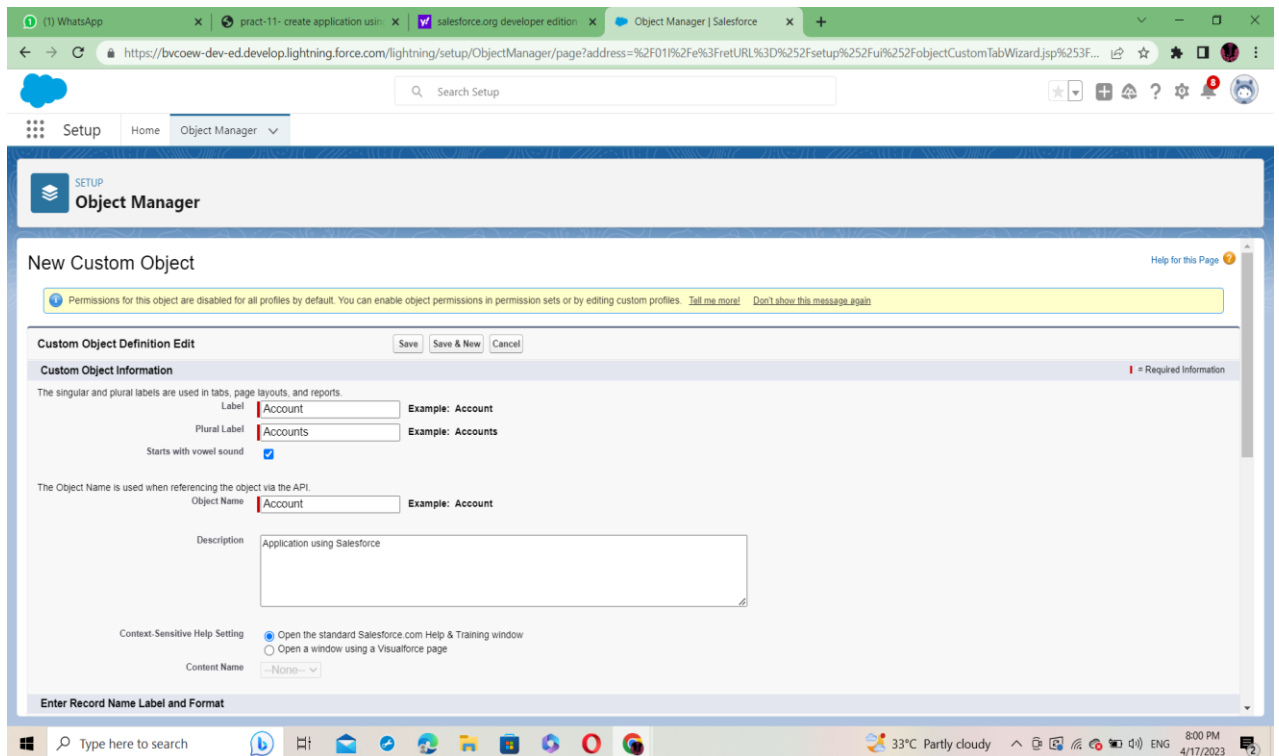 (1) WhatsApp
pract-11- create application usin
salesforce.org developer edition
Object Manager | Salesforce
https://bvcoew-dev-ed.develop.lightning.force.com/lightning/setup/ObjectManager/page?address=%2F01I%2Fe%3FretURL%3D%252Fsetup%252Fui%252FobjectCustomTabWizard.jsp%253F...
Search Setup
8
Setup Home Object Manager
SETUP
Object Manager
New Custom Object
Help for this Page
Permissions for this object are disabled for all profiles by default. You can enable object permissions in permission sets or by editing custom profiles. Tell me more! Don't show this message again
Custom Object Definition Edit Save Save & New Cancel
Custom Object Information = Required Information
The singular and plural labels are used in tabs, page layouts, and reports.
Label Account Example: Account
Plural Label Accounts Example: Accounts
Starts with vowel sound
The Object Name is used when referencing the object via the API.
Object Name Account Example: Account
Description Application using Salesforce
Context-Sensitive Help Setting Open the standard Salesforce.com Help & Training window
Open a window using a Visualforce page
Content Name --None--
Enter Record Name Label and Format
Type here to search
33°C Partly cloudy ENG 8:00 PM
4/17/2023
2